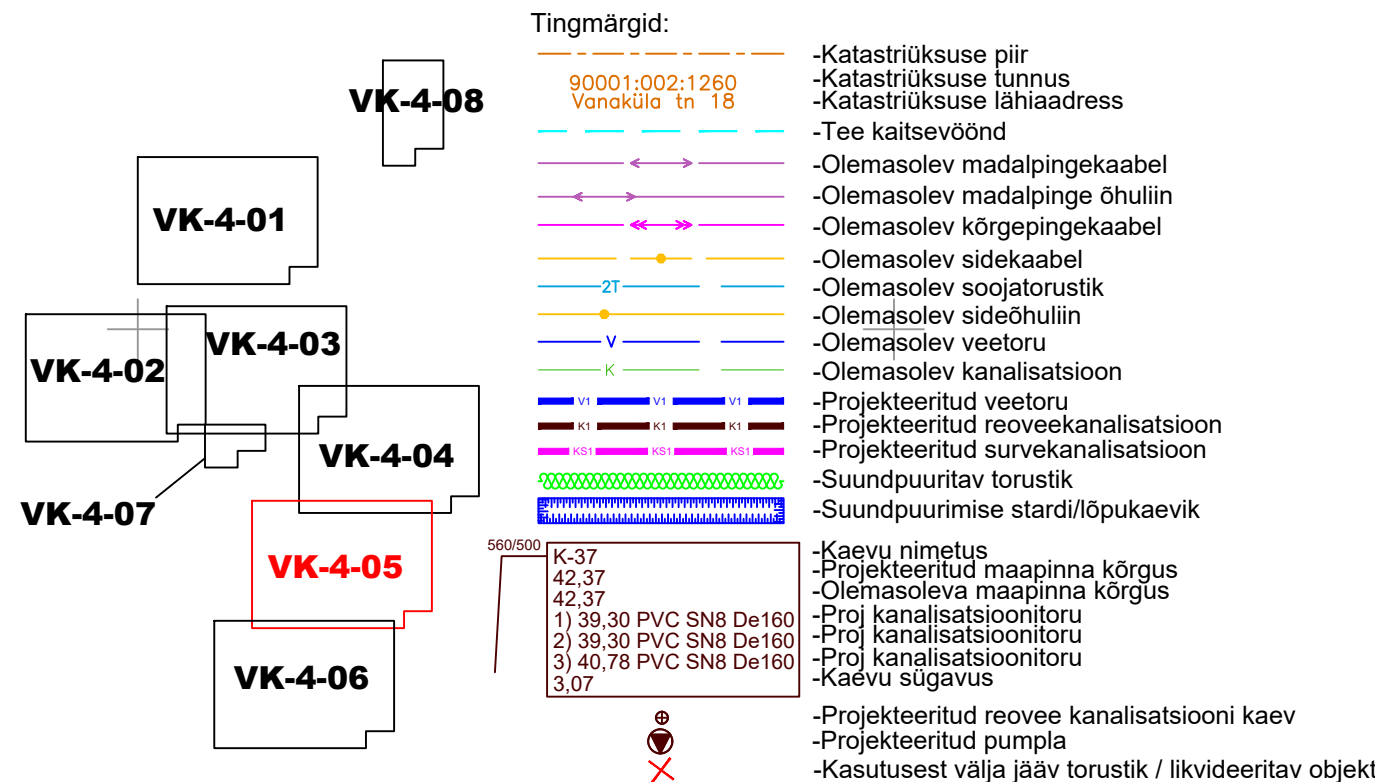 Tingmärgid:
VK-4-08
VK-4-01
VK-4-02
VK-4-03
VK-4-04
VK-4-07
VK-4-05
VK-4-06
-Katastriüksuse piir
90001:002:1260
-Katastriüksuse tunnus
Vanaküla tn 18
-Katastriüksuse lähiaadress
-Tee kaitsevöönd
-Olemasolev madalpingekaabel
-Olemasolev madalpinge õhuliin
-Olemasolev kõrgepingekaabel
-Olemasolev sidekaabel
2T
-Olemasolev soojatorustik
-Olemasolev sideõhuliin
V
-Olemasolev veetoru
K
-Olemasolev kanalisatsioon
V1 V1 V1
-Projekteeritud veetoru
K1 K1 K1
-Projekteeritud reoveekanalisatsioon
KS1 KS1 KS1
-Projekteeritud survekanalisatsioon
-Suundpuuritav torustik
-Suundpuurimise stardi/lõpukaevik
560/500
K-37
42,37
42,37
1) 39,30 PVC SN8 De160
2) 39,30 PVC SN8 De160
3) 40,78 PVC SN8 De160
3,07
-Kaevu nimetus
-Projekteeritud maapinna kõrgus
-Olemasoleva maapinna kõrgus
-Proj kanalisatsioonitoru
-Proj kanalisatsioonitoru
-Proj kanalisatsioonitoru
-Kaevu sügavus
-Projekteeritud reovee kanalisatsiooni kaev
-Projekteeritud pumpla
-Kasutusest välja jääv torustik / likvideeritav objekt